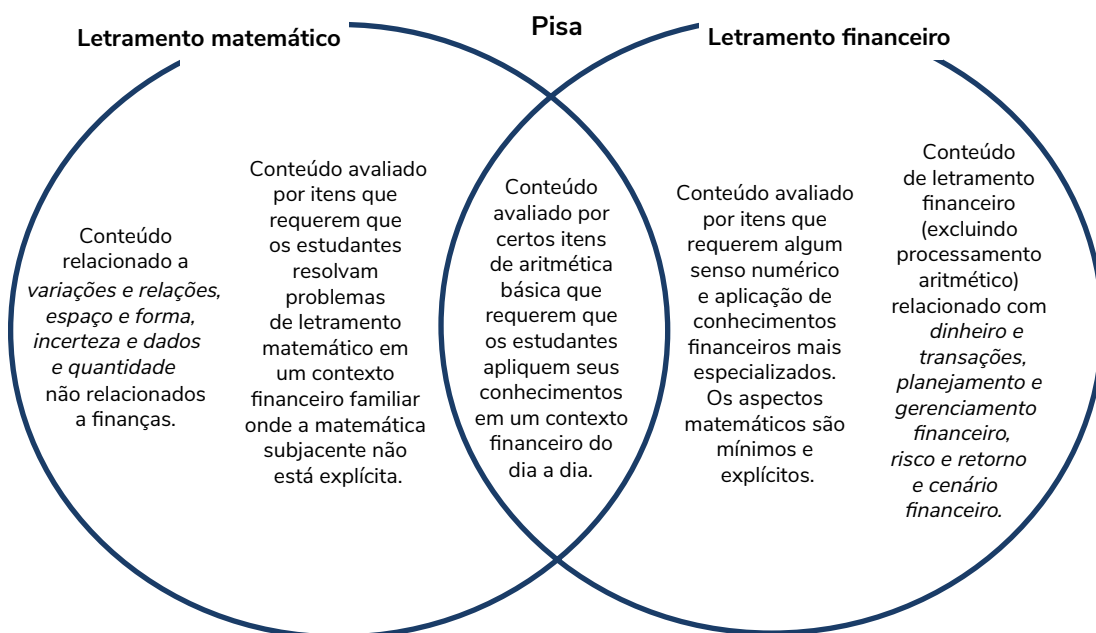 Pisa
Letramento matemático
Letramento financeiro
Conteúdo
relacionado a
variações e relações,
espaço e forma,
incerteza e dados
e quantidade
não relacionados
a finanças.
Conteúdo avaliado
por itens que
requerem que
os estudantes
resolvam
problemas
de letramento
matemático em
um contexto
financeiro familiar
onde a matemática
subjacente não
está explícita.
Conteúdo
avaliado por
certos itens
de aritmética
básica que
requerem que
os estudantes
apliquem seus
conhecimentos
em um contexto
financeiro do
dia a dia.
Conteúdo avaliado
por itens que
requerem algum
senso numérico
e aplicação de
conhecimentos
financeiros mais
especializados.
Os aspectos
matemáticos são
mínimos e
explícitos.
Conteúdo
de letramento
financeiro
(excluindo
processamento
aritmético)
relacionado com
dinheiro e
transações,
planejamento e
gerenciamento
financeiro,
risco e retorno
e cenário
financeiro.